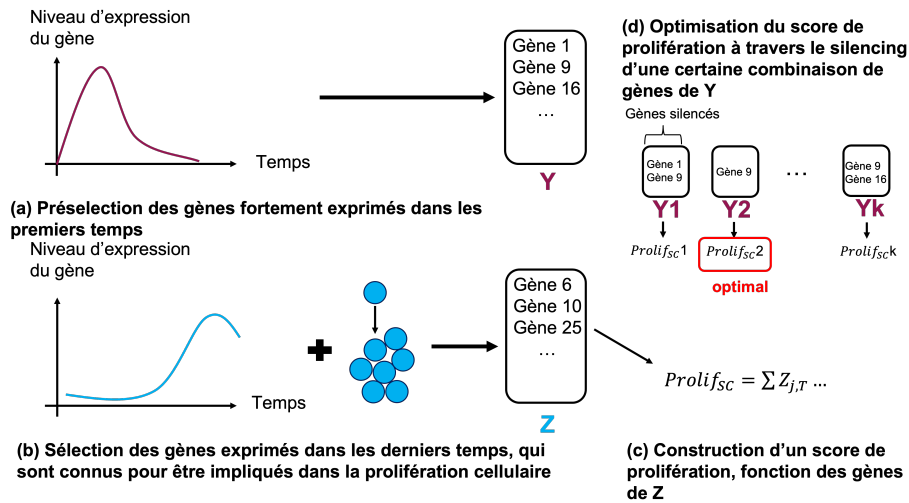 Niveau d'expression
du gène
Temps
Gène 1
Gène 9
Gène 16
…
Y
(a) Préselection des gènes fortement exprimés dans les
premiers temps
Niveau d'expression
du gène
Temps
Gène 6
Gène 10
Gène 25
…
Z
(b) Sélection des gènes exprimés dans les derniers temps, qui
sont connus pour être impliqués dans la prolifération cellulaire
(d) Optimisation du score de
prolifération à travers le silencing
d'une certaine combinaison de
gènes de Y
Gènes silencés
Gène 1
Gène 9
Gène 9
…
Gène 9
Gène 16
Y1 Y2 Yk
Prolif_SC1 Prolif_SC2 Prolif_SCk
optimal
Prolif_SC = ∑ Z_j,T …
(c) Construction d'un score de
prolifération, fonction des gènes
de Z